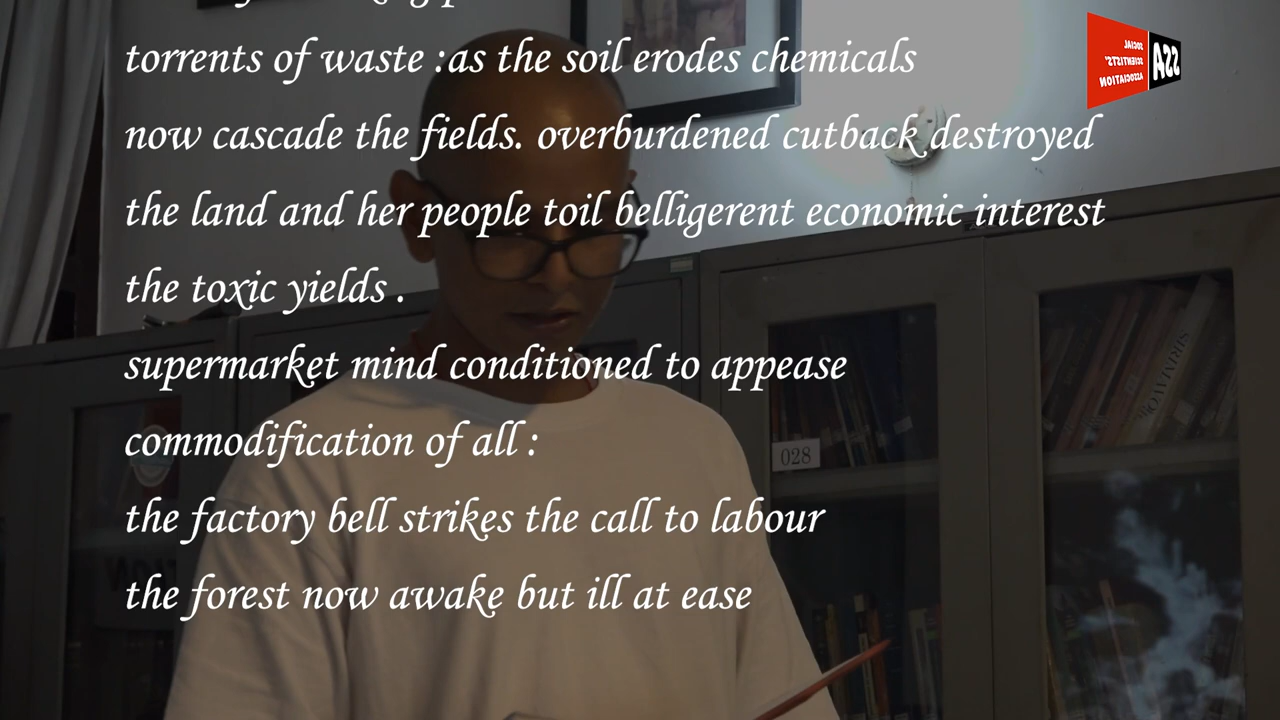 torrents of waste :as the soil erodes chemicals
now cascade the fields. overburdened cutback destroyed
the land and her people toil belligerent economic interest
the toxic yields .
supermarket mind conditioned to appease
commodification of all :
the factory bell strikes the call to labour
the forest now awake but ill at ease
SOCIAL
SCIENTISTS'
ASSOCIATION
SSA
028